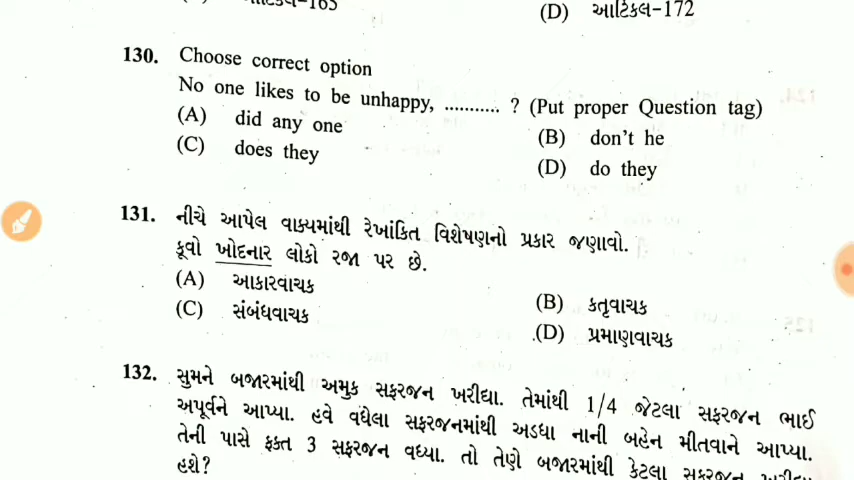 આર્ટિકલ-165
(D) આર્ટિકલ-172
130. Choose correct option
No one likes to be unhappy, ........... ? (Put proper Question tag)
(A) did any one
(B) don't he
(C) does they
(D) do they
131. નીચે આપેલ વાક્યમાંથી રેખાંકિત વિશેષણનો પ્રકાર જણાવો.
કૂવો ખોદનાર લોકો રજા પર છે.
(A) આકારવાચક
(B) કતૃવાચક
(C) સંબંધવાચક
(D) પ્રમાણવાચક
132. સુમને બજારમાંથી અમુક સફરજન ખરીદ્યા. તેમાંથી 1/4 જેટલા સફરજન ભાઈ
અપૂર્વને આપ્યા. હવે વધેલા સફરજનમાંથી અડધા નાની બહેન મીતવાને આપ્યા.
તેની પાસે ફક્ત 3 સફરજન વધ્યા. તો તેણે બજારમાંથી કેટલા સફરજન
હશે?